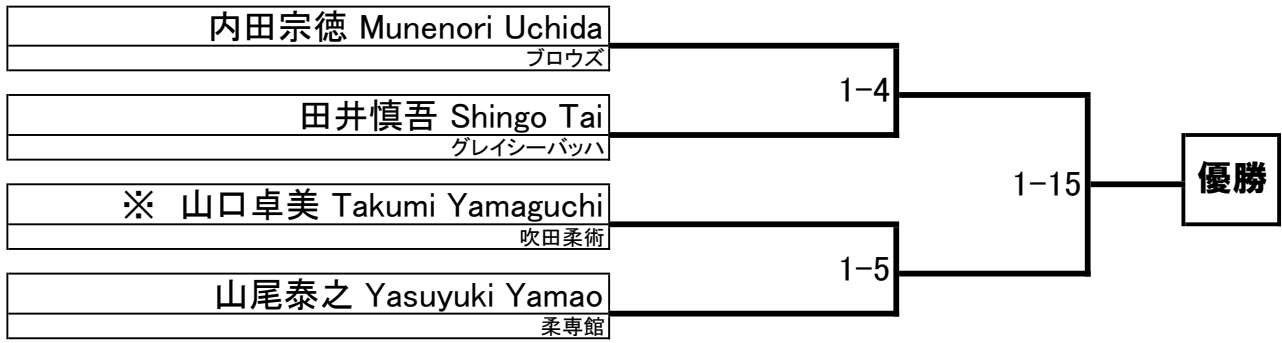 内田宗徳 Munenori Uchida
ブロウズ
1-4
田井慎吾 Shingo Tai
グレイシーバッハ
1-15
優勝
※ 山口卓美 Takumi Yamaguchi
吹田柔術
1-5
山尾泰之 Yasuyuki Yamao
柔専館